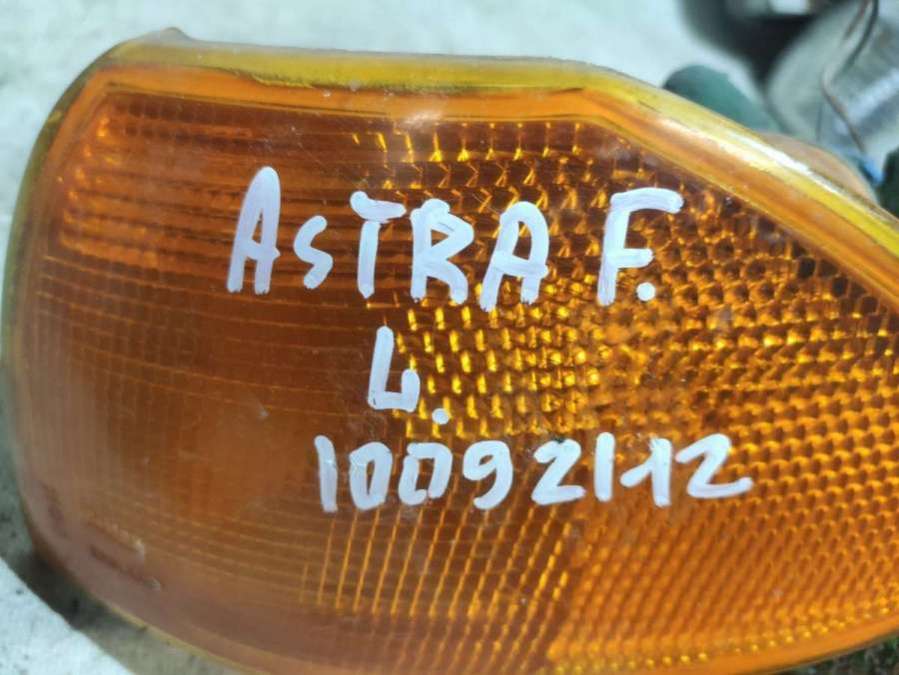 ASTRA F.
L.
10092112